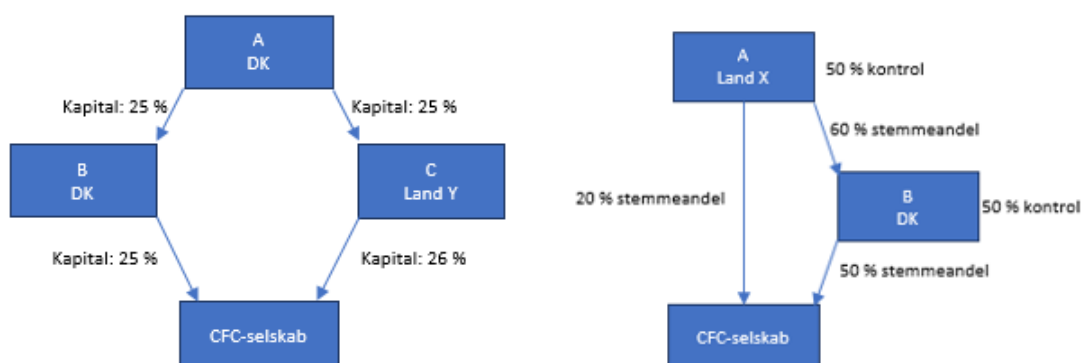 A
DK
Kapital: 25 %
Kapital: 25 %
B
DK
C
Land Y
Kapital: 25 %
Kapital: 26 %
CFC-selskab
A
Land X
50 % kontrol
60 % stemmeandel
20 % stemmeandel
B
DK
50 % kontrol
50 % stemmeandel
CFC-selskab